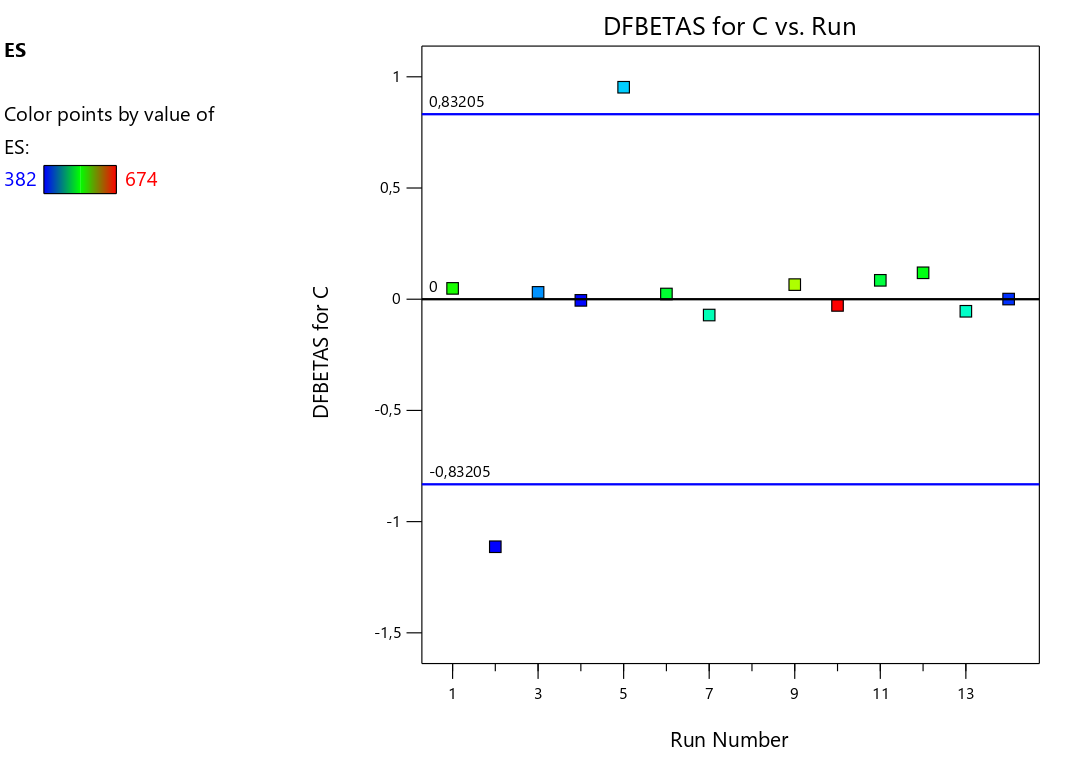 DFBETAS for C vs. Run
ES
Color points by value of
ES:
382 674
DFBETAS for C
1
0,5
0
-0,5
-1
-1,5
0,83205
0
-0,83205
1 3 5 7 9 11 13
Run Number